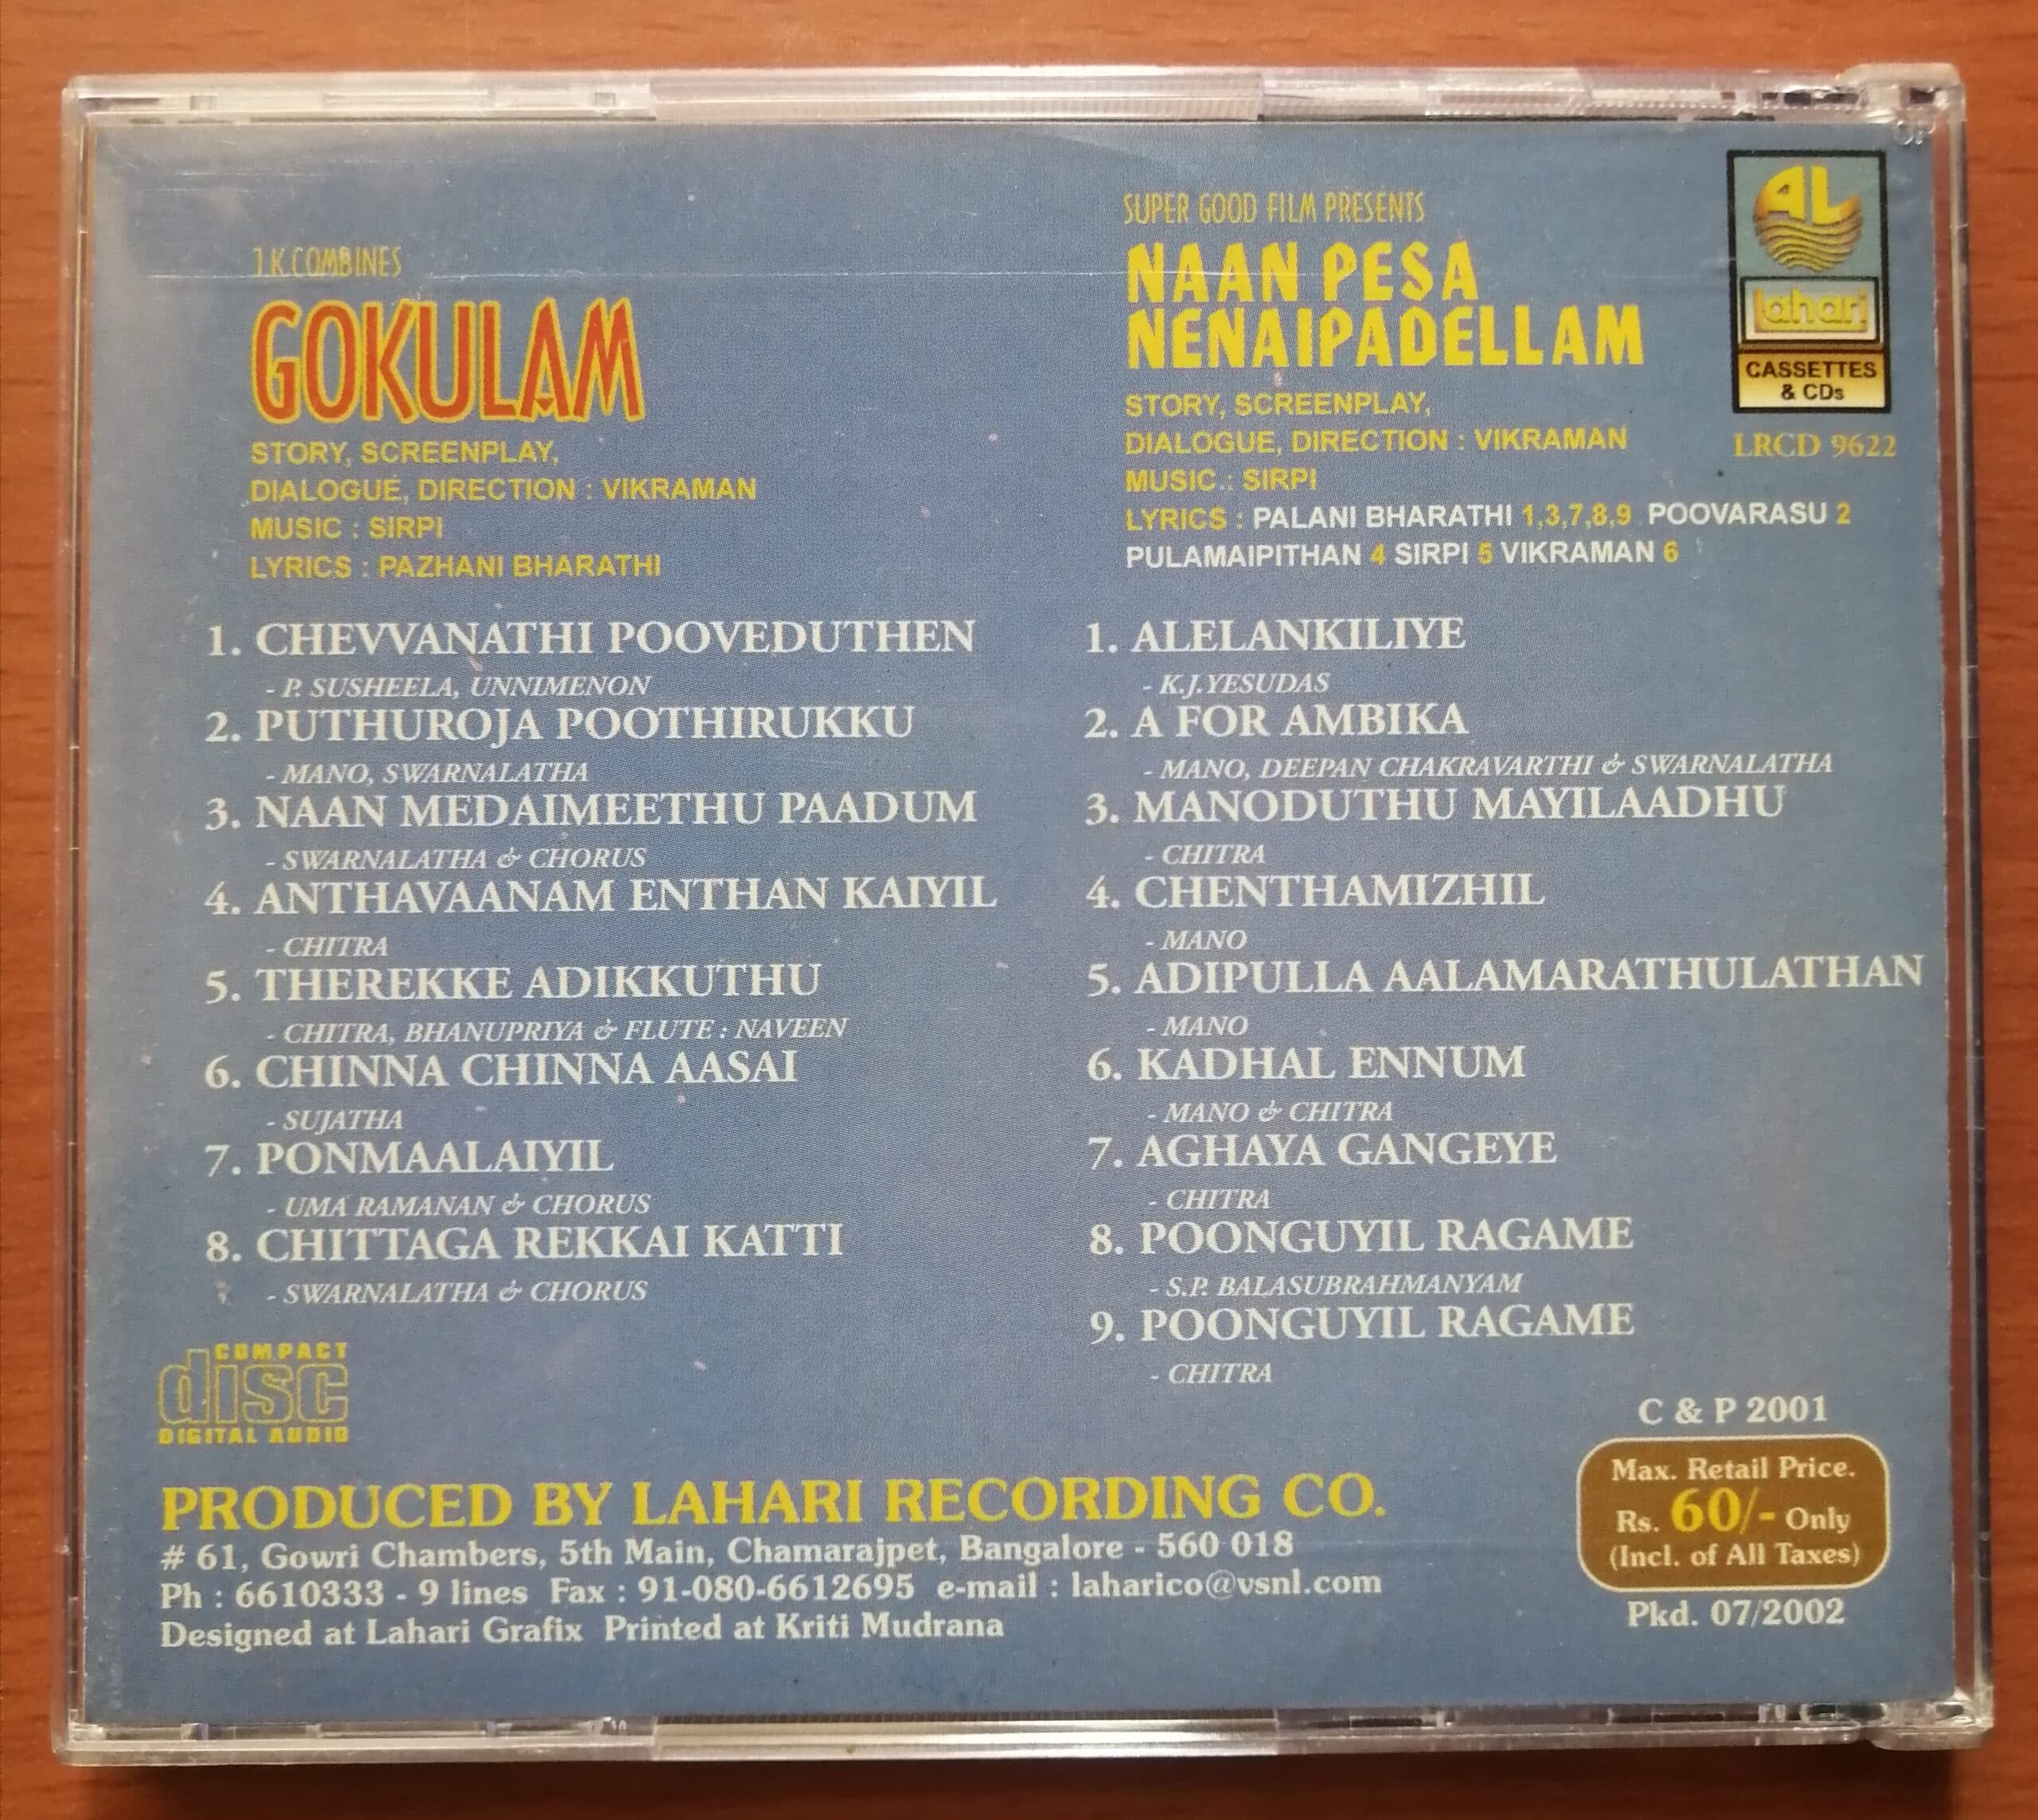 J.K.COMBINES
GOKULAM
STORY, SCREENPLAY,
DIALOGUE, DIRECTION : VIKRAMAN
MUSIC : SIRPI
LYRICS : PAZHANI BHARATHI
1. CHEVVANATHI POOVEDUTHEN
- P. SUSHEELA, UNNIMENON
2. PUTHUROJA POOTHIRUKKU
- MANO, SWARNALATHA
3. NAAN MEDAIMEETHU PAADUM
- SWARNALATHA & CHORUS
4. ANTHAVAANAM ENTHAN KAIYIL
- CHITRA
5. THEREKKE ADIKKUTHU
- CHITRA, BHANUPRIYA & FLUTE : NAVEEN
6. CHINNA CHINNA AASAI
- SUJATHA
7. PONMAALAIYIL
- UMA RAMANAN & CHORUS
8. CHITTAGA REKKAI KATTI
- SWARNALATHA & CHORUS
SUPER GOOD FILM PRESENTS
NAAN PESA
NENAIPADELLAM
STORY, SCREENPLAY,
DIALOGUE, DIRECTION : VIKRAMAN
MUSIC : SIRPI
LYRICS : PALANI BHARATHI 1,3,7,8,9 POOVARASU 2
PULAMAIPITHAN 4 SIRPI 5 VIKRAMAN 6
1. ALELANKILIYE
- K.J.YESUDAS
2. A FOR AMBIKA
- MANO, DEEPAN CHAKRAVARTHI & SWARNALATHA
3. MANODUTHU MAYILAADHU
- CHITRA
4. CHENTHAMIZHIL
- MANO
5. ADIPULLA AALAMARATHULATHAN
- MANO
6. KADHAL ENNUM
- MANO & CHITRA
7. AGHAYA GANGEYE
- CHITRA
8. POONGUYIL RAGAME
- S.P. BALASUBRAHMANYAM
9. POONGUYIL RAGAME
- CHITRA
AL
lahari
CASSETTES
& CDs
LRCD 9622
COMPACT
disc
DIGITAL AUDIO
PRODUCED BY LAHARI RECORDING CO.
# 61, Gowri Chambers, 5th Main, Chamarajpet, Bangalore - 560 018
Ph : 6610333 - 9 lines Fax : 91-080-6612695 e-mail : laharico@vsnl.com
Designed at Lahari Grafix Printed at Kriti Mudrana
C & P 2001
Max. Retail Price.
Rs. 60/- Only
(Incl. of All Taxes)
Pkd. 07/2002